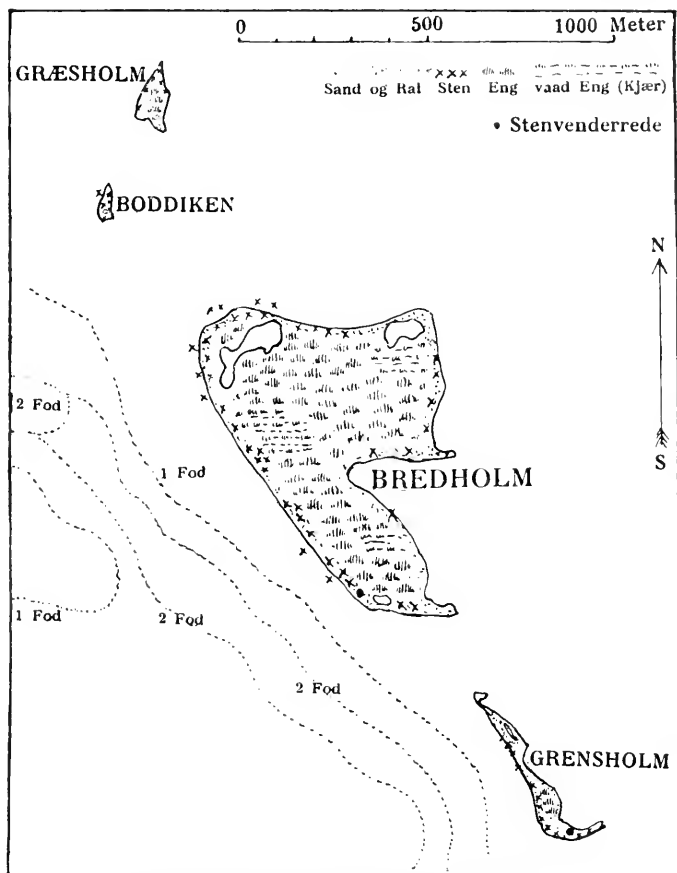 0 500 1000 Meter
GRÆSHOLM
Sand og Ral Sten Eng vaad Eng (Kjær)
• Stenvenderrede
BODDIKEN
N
2 Fod
S
1 Fod
BREDHOLM
1 Fod
2 Fod
2 Fod
GRENSHOLM